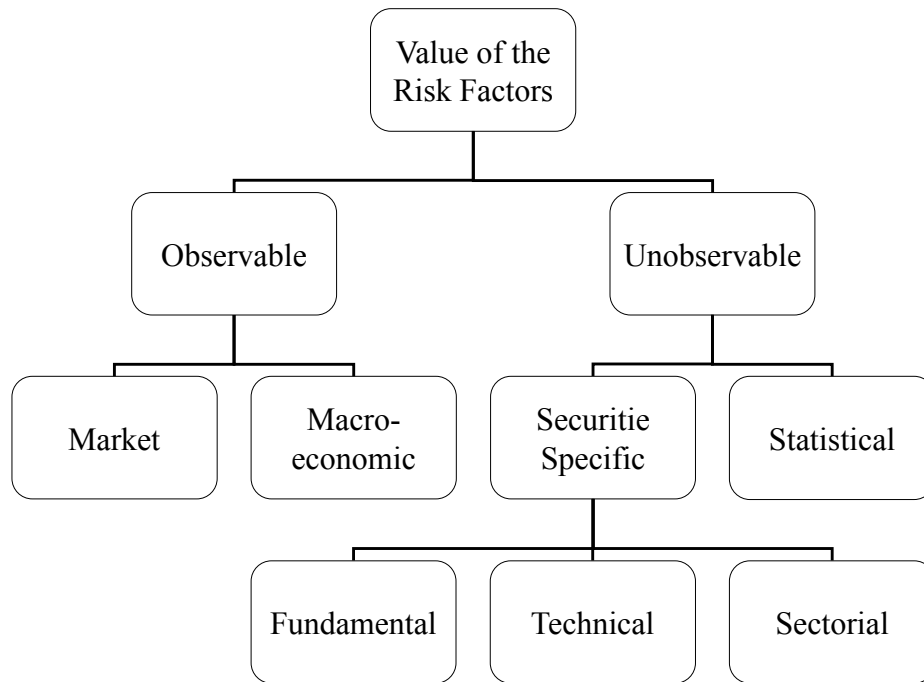 Value of the
Risk Factors
Observable
Unobservable
Market
Macro-
economic
Securitie
Specific
Statistical
Fundamental
Technical
Sectorial